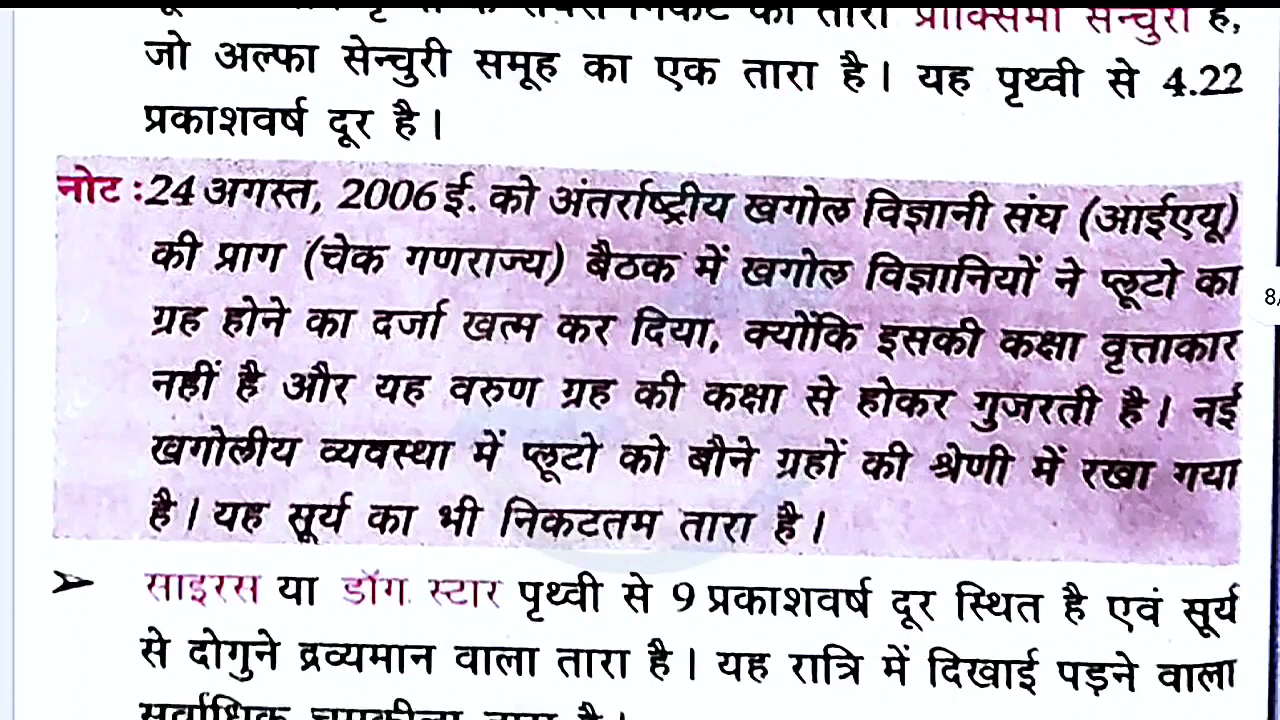 का तारा प्रॉक्सिमा सेन्चुरी है,
जो अल्फा सेन्चुरी समूह का एक तारा है। यह पृथ्वी से 4.22
प्रकाशवर्ष दूर है।
नोट : 24 अगस्त, 2006 ई. को अंतर्राष्ट्रीय खगोल विज्ञानी संघ (आईएयू)
की प्राग (चेक गणराज्य) बैठक में खगोल विज्ञानियों ने प्लूटो का
ग्रह होने का दर्जा खत्म कर दिया, क्योंकि इसकी कक्षा वृत्ताकार
नहीं है और यह वरुण ग्रह की कक्षा से होकर गुजरती है। नई
खगोलीय व्यवस्था में प्लूटो को बौने ग्रहों की श्रेणी में रखा गया
है। यह सूर्य का भी निकटतम तारा है।
➢ साइरस या डॉग स्टार पृथ्वी से 9 प्रकाशवर्ष दूर स्थित है एवं सूर्य
से दोगुने द्रव्यमान वाला तारा है। यह रात्रि में दिखाई पड़ने वाला
8/